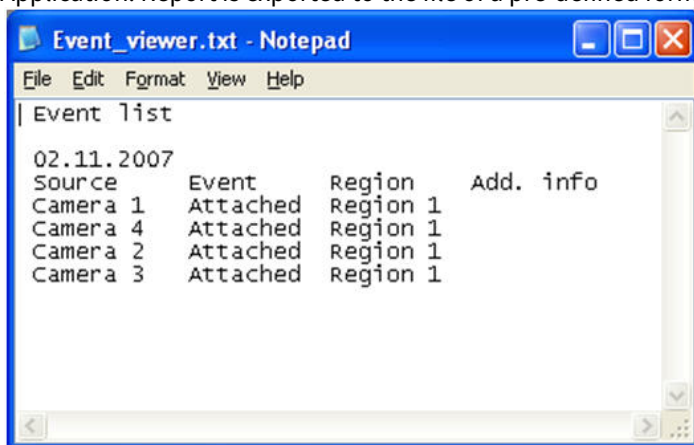 Event_viewer.txt - Notepad
File Edit Format View Help
Event list
02.11.2007
Source Event Region Add. info
Camera 1 Attached Region 1
Camera 4 Attached Region 1
Camera 2 Attached Region 1
Camera 3 Attached Region 1